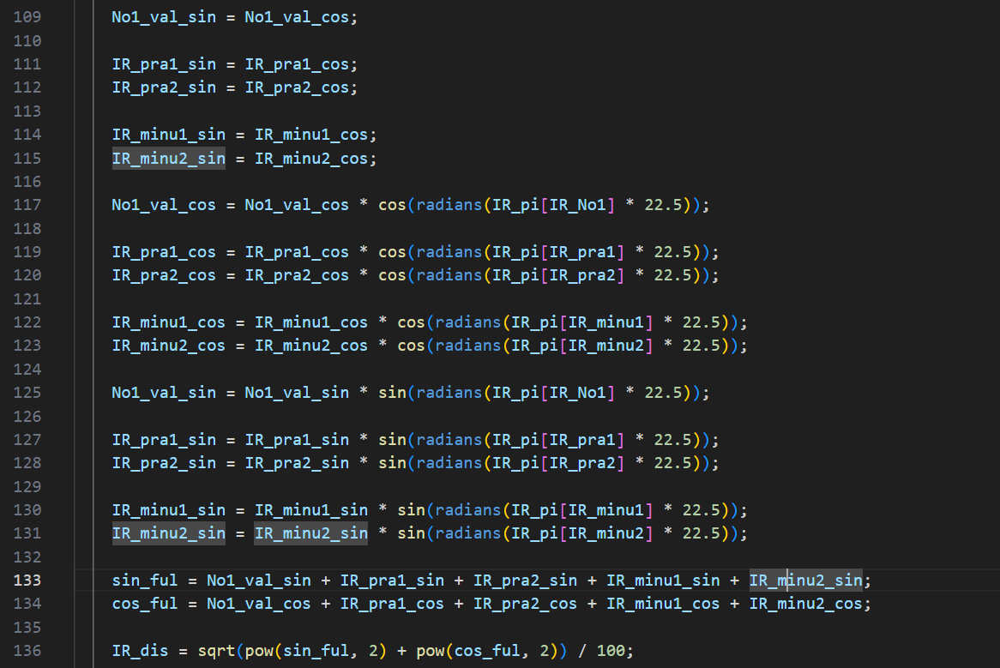 109 No1_val_sin = No1_val_cos;
110
111 IR_pra1_sin = IR_pra1_cos;
112 IR_pra2_sin = IR_pra2_cos;
113
114 IR_minu1_sin = IR_minu1_cos;
115 IR_minu2_sin = IR_minu2_cos;
116
117 No1_val_cos = No1_val_cos * cos(radians(IR_pi[IR_No1] * 22.5));
118
119 IR_pra1_cos = IR_pra1_cos * cos(radians(IR_pi[IR_pra1] * 22.5));
120 IR_pra2_cos = IR_pra2_cos * cos(radians(IR_pi[IR_pra2] * 22.5));
121
122 IR_minu1_cos = IR_minu1_cos * cos(radians(IR_pi[IR_minu1] * 22.5));
123 IR_minu2_cos = IR_minu2_cos * cos(radians(IR_pi[IR_minu2] * 22.5));
124
125 No1_val_sin = No1_val_sin * sin(radians(IR_pi[IR_No1] * 22.5));
126
127 IR_pra1_sin = IR_pra1_sin * sin(radians(IR_pi[IR_pra1] * 22.5));
128 IR_pra2_sin = IR_pra2_sin * sin(radians(IR_pi[IR_pra2] * 22.5));
129
130 IR_minu1_sin = IR_minu1_sin * sin(radians(IR_pi[IR_minu1] * 22.5));
131 IR_minu2_sin = IR_minu2_sin * sin(radians(IR_pi[IR_minu2] * 22.5));
132
133 sin_ful = No1_val_sin + IR_pra1_sin + IR_pra2_sin + IR_minu1_sin + IR_minu2_sin;
134 cos_ful = No1_val_cos + IR_pra1_cos + IR_pra2_cos + IR_minu1_cos + IR_minu2_cos;
135
136 IR_dis = sqrt(pow(sin_ful, 2) + pow(cos_ful, 2)) / 100;